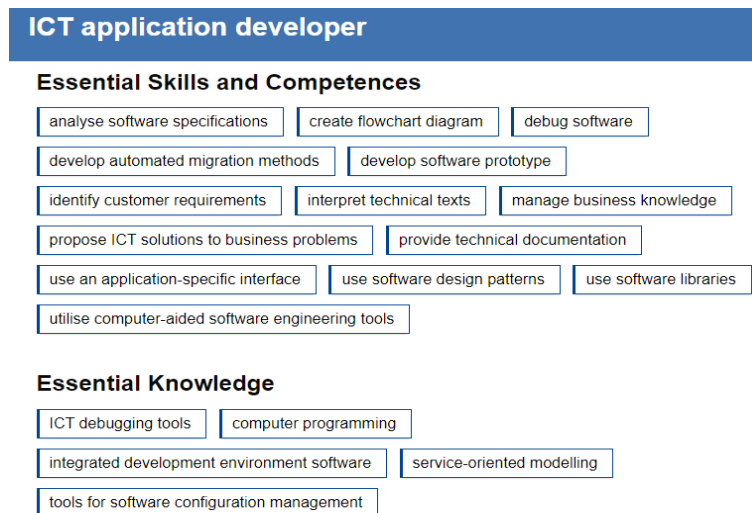 ICT application developer
Essential Skills and Competences
analyse software specifications create flowchart diagram debug software
develop automated migration methods develop software prototype
identify customer requirements interpret technical texts manage business knowledge
propose ICT solutions to business problems provide technical documentation
use an application-specific interface use software design patterns use software libraries
utilise computer-aided software engineering tools
Essential Knowledge
ICT debugging tools computer programming
integrated development environment software service-oriented modelling
tools for software configuration management